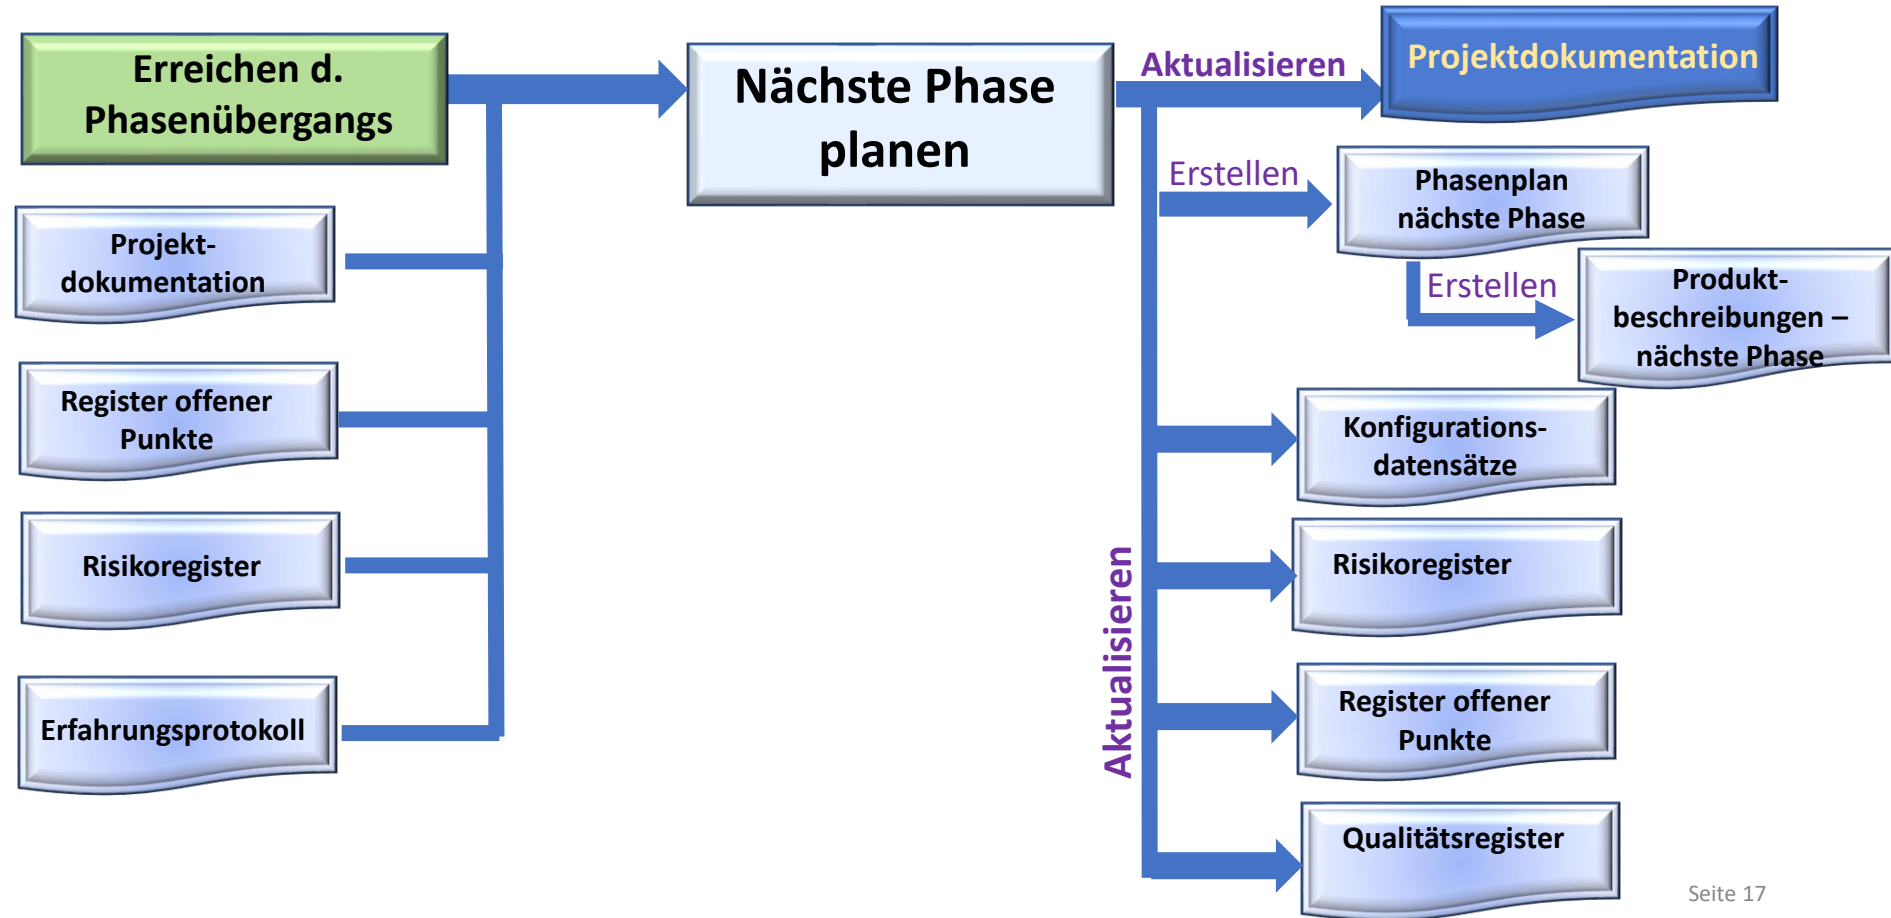 Erreichen d.
Phasenübergangs
Projekt-
dokumentation
Register offener
Punkte
Risikoregister
Erfahrungsprotokoll
Nächste Phase
planen
Aktualisieren
Projektdokumentation
Erstellen
Phasenplan
nächste Phase
Erstellen
Produkt-
beschreibungen –
nächste Phase
Aktualisieren
Konfigurations-
datensätze
Risikoregister
Register offener
Punkte
Qualitätsregister
Seite 17